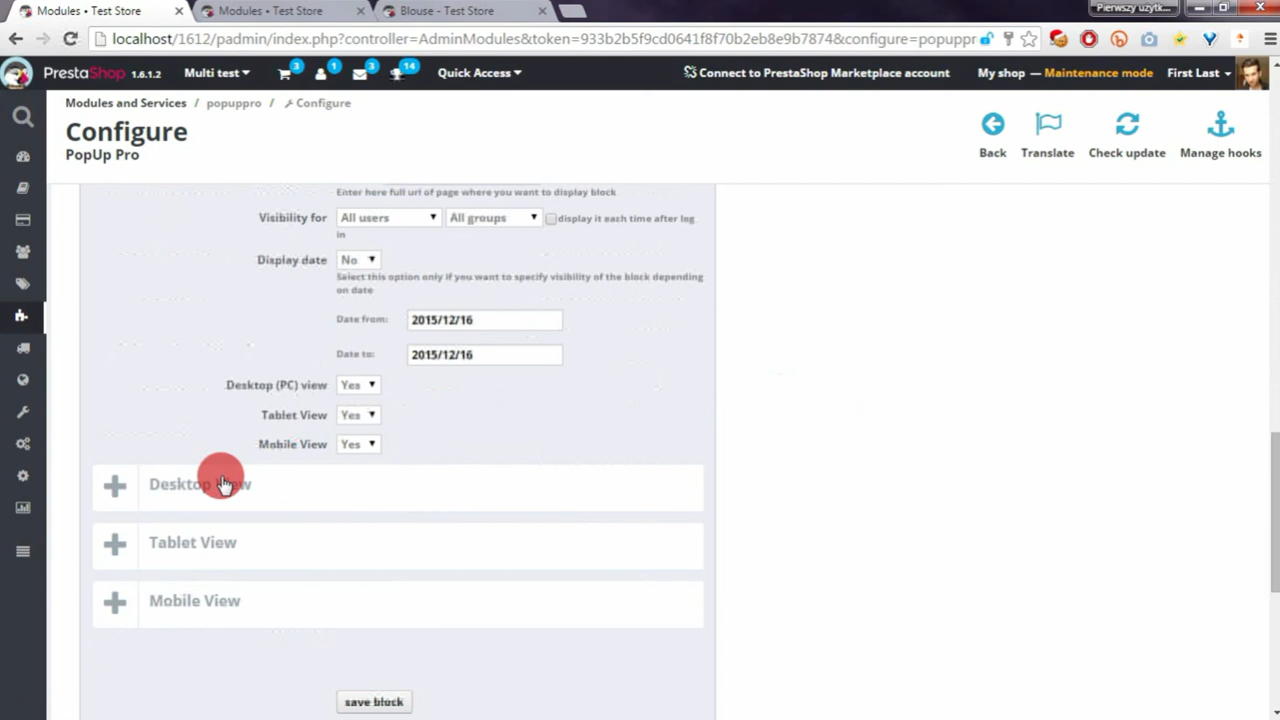 Modules • Test Store
Modules • Test Store
Blouse - Test Store
Pierwszy użytk...
localhost/1612/padmin/index.php?controller=AdminModules&token=933b2b5f9cd0641f8f70b2eb8e9b7874&configure=popuppr
PrestaShop 1.6.1.2
Multi test
3
1
3
14
Quick Access
Connect to PrestaShop Marketplace account
My shop — Maintenance mode
First Last
Modules and Services / popuppro / Configure
Configure
PopUp Pro
Back
Translate
Check update
Manage hooks
Enter here full url of page where you want to display block
Visibility for
All users
All groups
display it each time after log
in
Display date
No
Select this option only if you want to specify visibility of the block depending
on date
Date from:
2015/12/16
Date to:
2015/12/16
Desktop (PC) view
Yes
Tablet View
Yes
Mobile View
Yes
Desktop View
Tablet View
Mobile View
save block